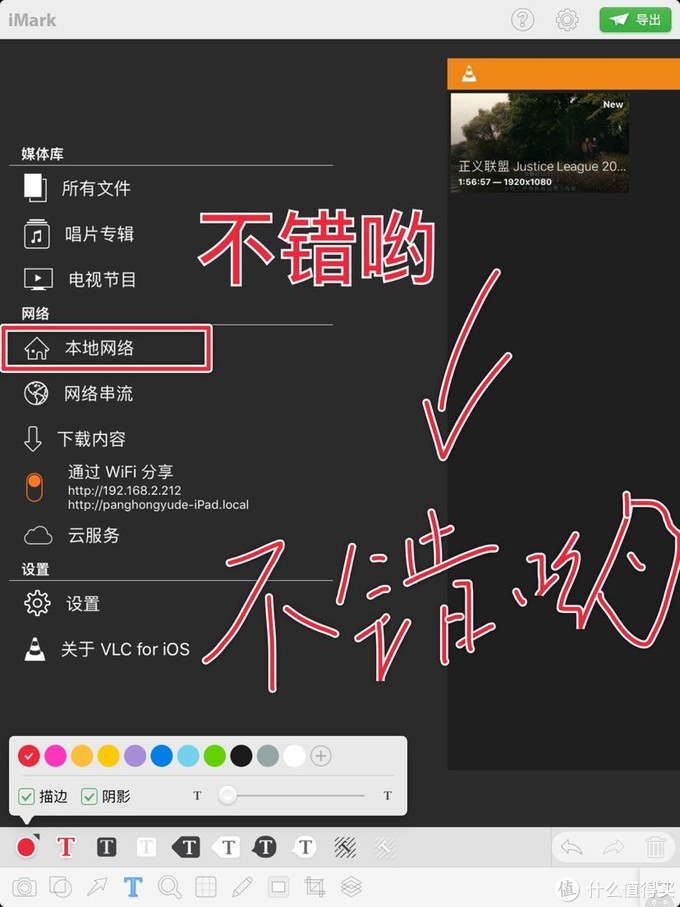 iMark
导出
媒体库
New
正义联盟 Justice League 20...
1:56:57 — 1920x1080
所有文件
唱片专辑
不错哟
电视节目
网络
本地网络
网络串流
下载内容
通过 WiFi 分享
http://192.168.2.212
http://panghongyude-iPad.local
云服务
不错哟
设置
设置
关于 VLC for iOS
描边 阴影 T T
T T T T T T T
T
值 什么值得买